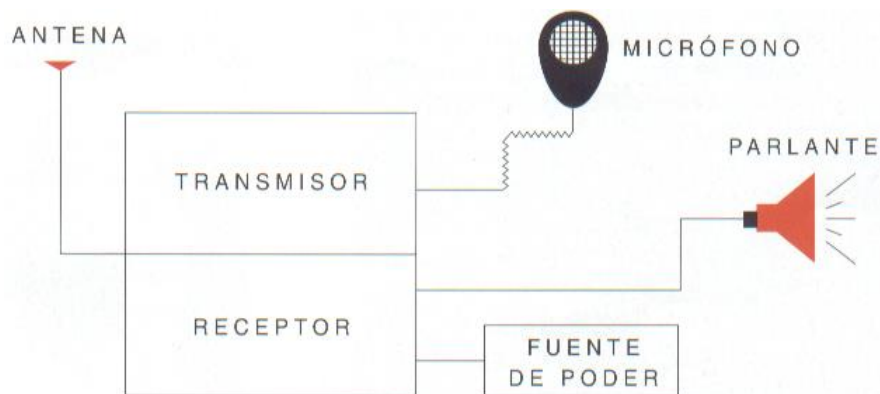 ANTENA
MICRÓFONO
PARLANTE
TRANSMISOR
RECEPTOR
FUENTE
DE PODER